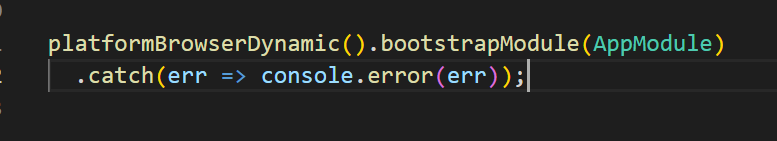 platformBrowserDynamic().bootstrapModule(AppModule)
.catch(err => console.error(err));